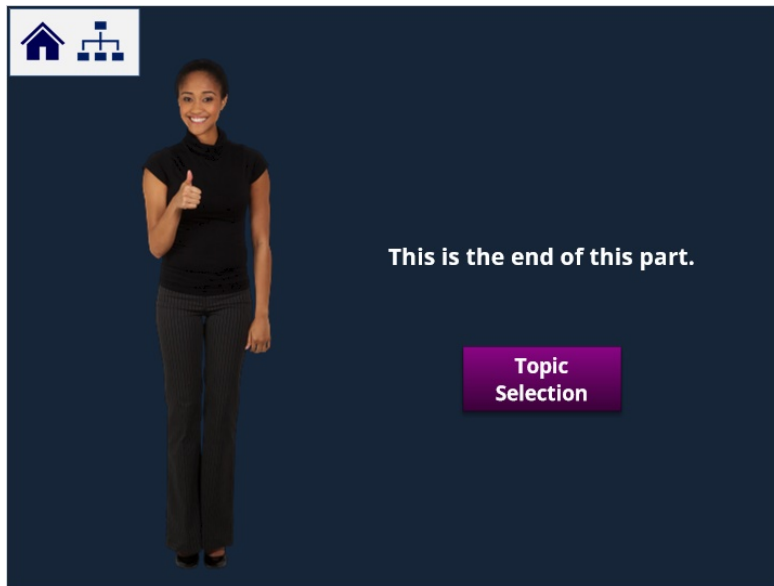 This is the end of this part.
Topic
Selection